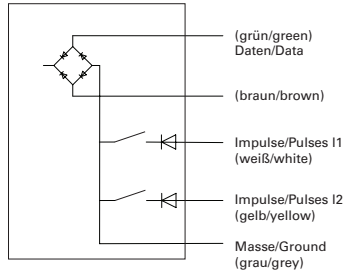 (grün/green)
Daten/Data
(braun/brown)
Impulse/Pulses I1
(weiß/white)
Impulse/Pulses I2
(gelb/yellow)
Masse/Ground
(grau/grey)